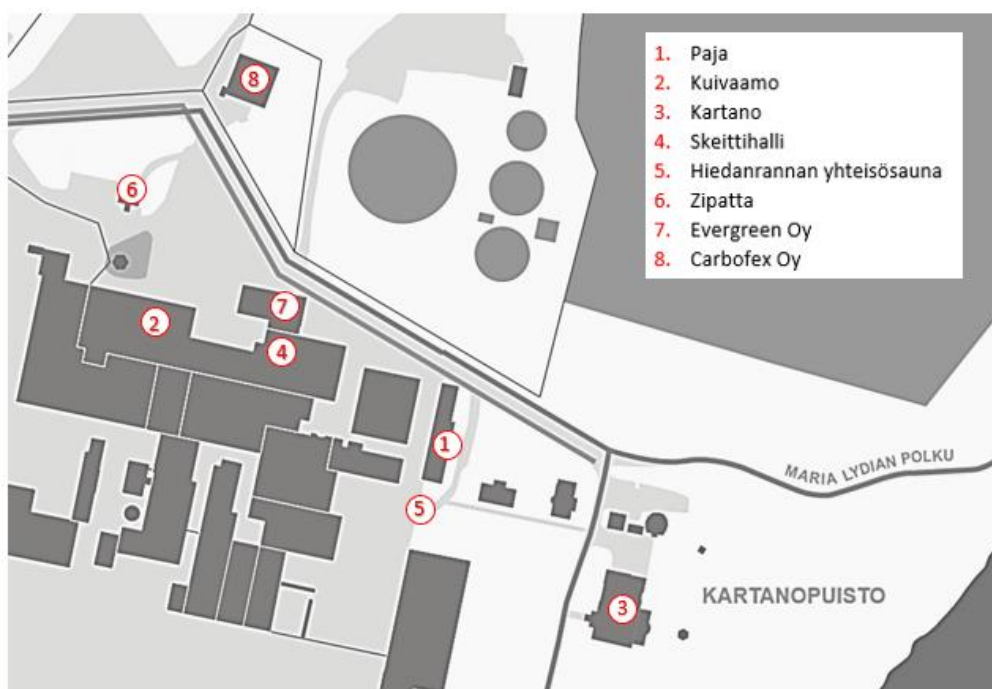 1. Paja
2. Kuivaamo
3. Kartano
4. Skeittihalli
5. Hiedanrannan yhteisösauna
6. Zipatta
7. Evergreen Oy
8. Carbofex Oy
8
6
7
2
4
1
MARIA LYDIAN POLKU
5
KARTANOPUISTO
3